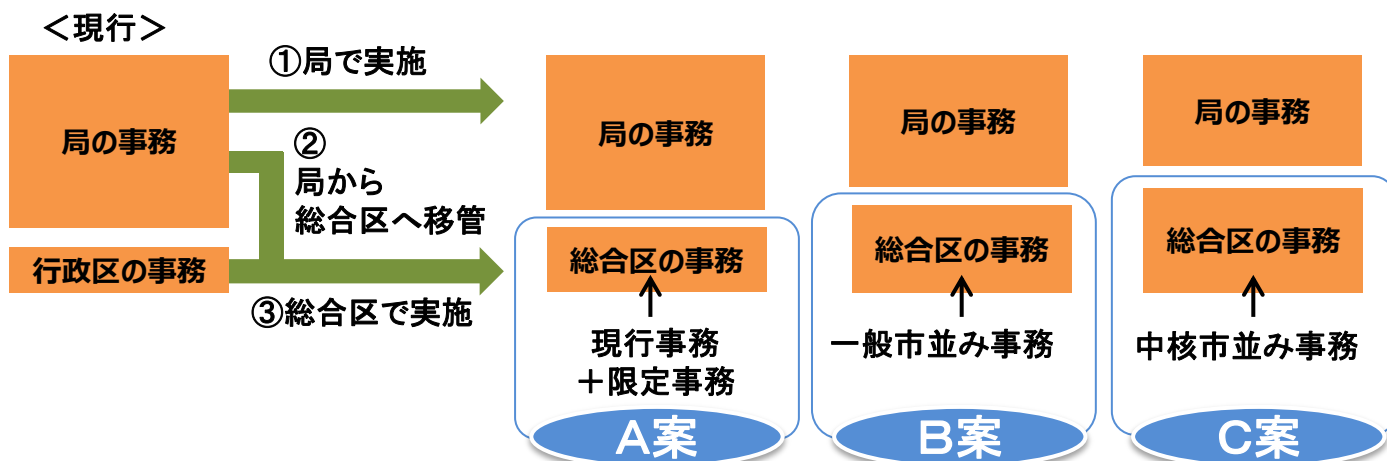 ＜現行＞
局の事務
行政区の事務
①局で実施
②
局から
総合区へ移管
③総合区で実施
局の事務
総合区の事務
現行事務
＋限定事務
A案
局の事務
総合区の事務
一般市並み事務
B案
局の事務
総合区の事務
中核市並み事務
C案